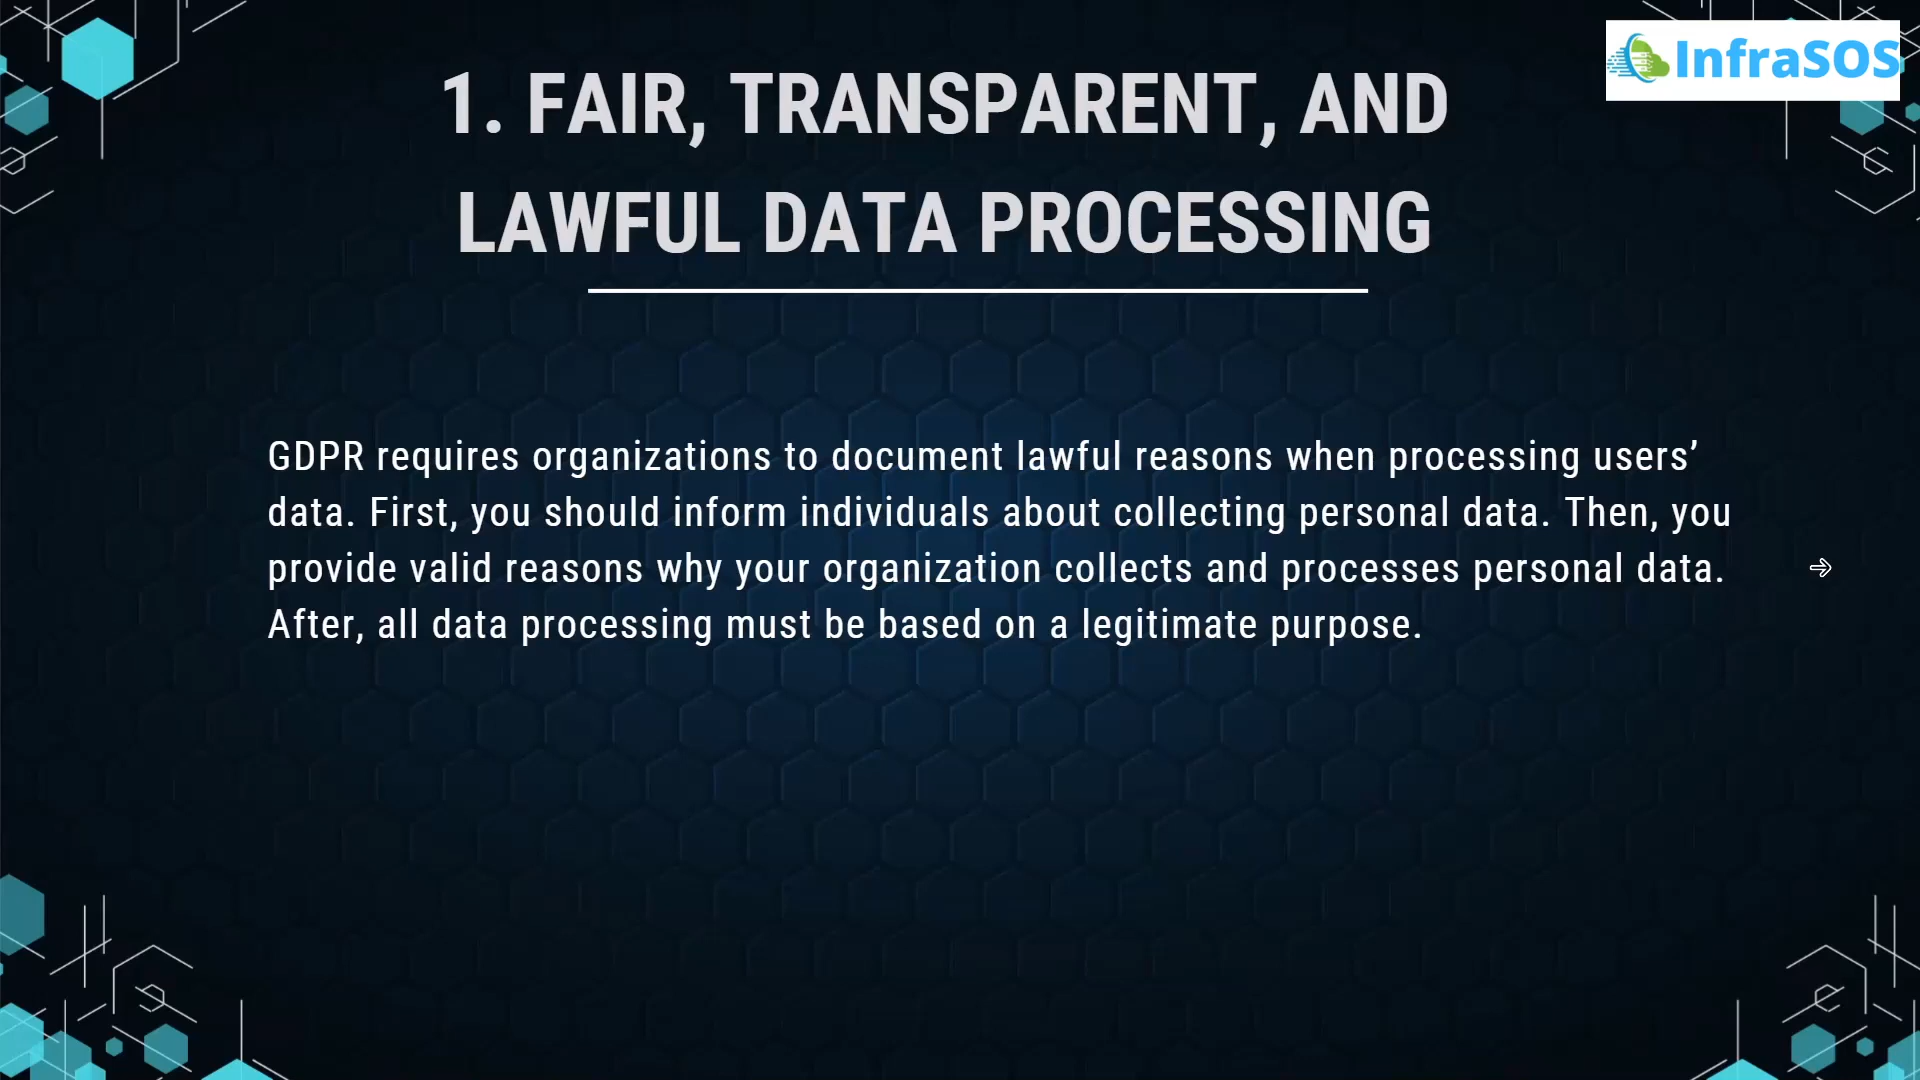 InfraSOS
1. FAIR, TRANSPARENT, AND
LAWFUL DATA PROCESSING
GDPR requires organizations to document lawful reasons when processing users’
data. First, you should inform individuals about collecting personal data. Then, you
provide valid reasons why your organization collects and processes personal data.
After, all data processing must be based on a legitimate purpose.